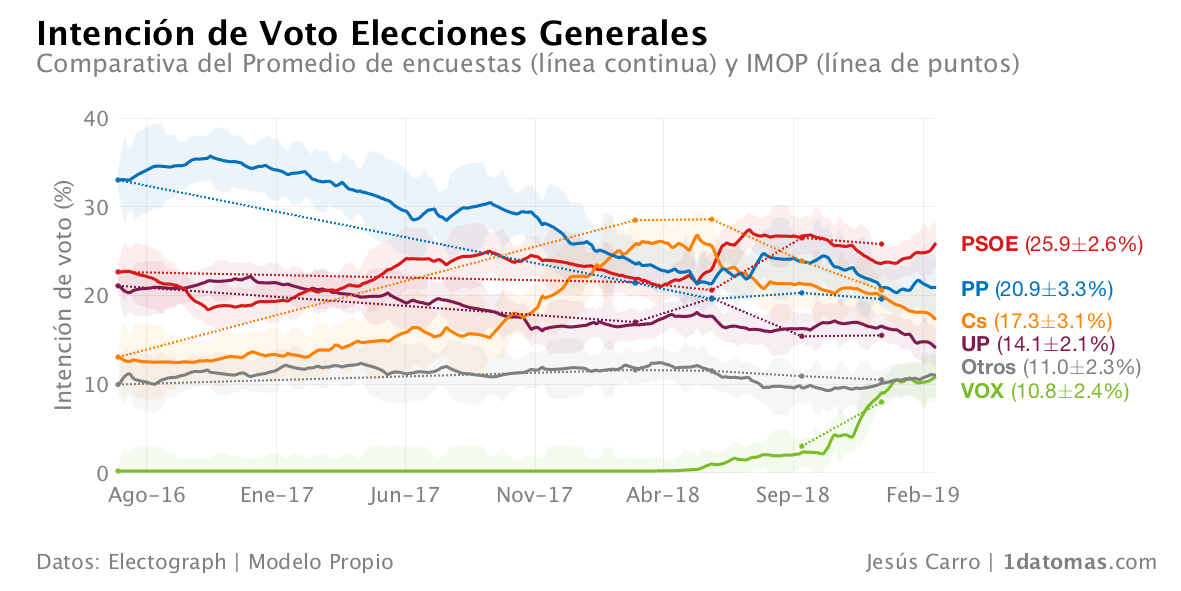 Intención de Voto Elecciones Generales
Comparativa del Promedio de encuestas (línea continua) y IMOP (línea de puntos)
Intención de voto (%)
40
30
20
10
0
Ago–16
Ene–17
Jun–17
Nov–17
Abr–18
Sep–18
Feb–19
PSOE (25.9±2.6%)
PP (20.9±3.3%)
Cs (17.3±3.1%)
UP (14.1±2.1%)
Otros (11.0±2.3%)
VOX (10.8±2.4%)
Datos: Electograph | Modelo Propio
Jesús Carro | 1datomas.com